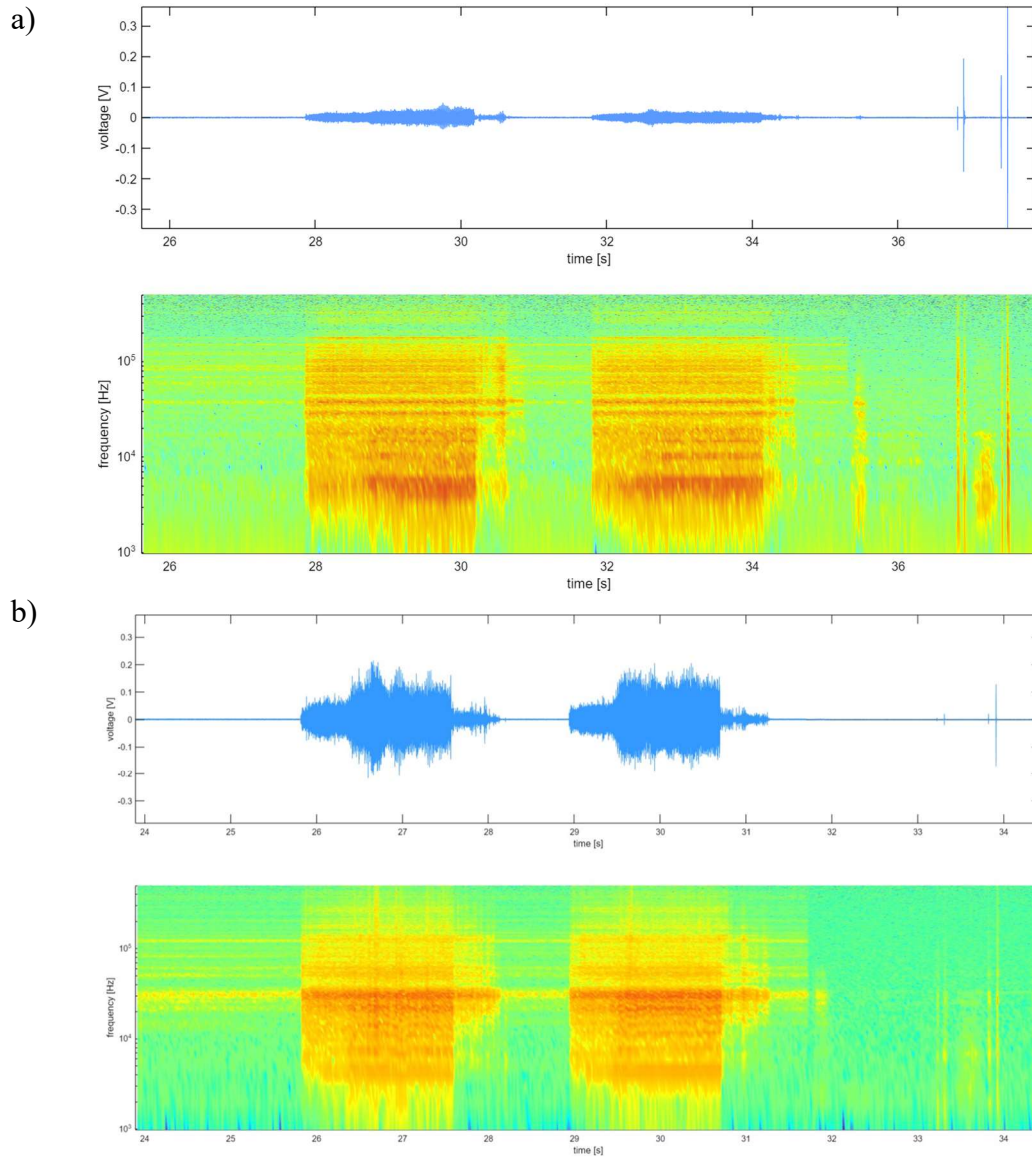 a)
0.3
0.2
0.1
0
-0.1
-0.2
-0.3
voltage [V]
26 28 30 32 34 36
time [s]
10⁵
10⁴
10³
frequency [Hz]
26 28 30 32 34 36
time [s]
b)
0.3
0.2
0.1
0
-0.1
-0.2
-0.3
voltage [V]
24 25 26 27 28 29 30 31 32 33 34
time [s]
10⁵
10⁴
10³
frequency [Hz]
24 25 26 27 28 29 30 31 32 33 34
time [s]